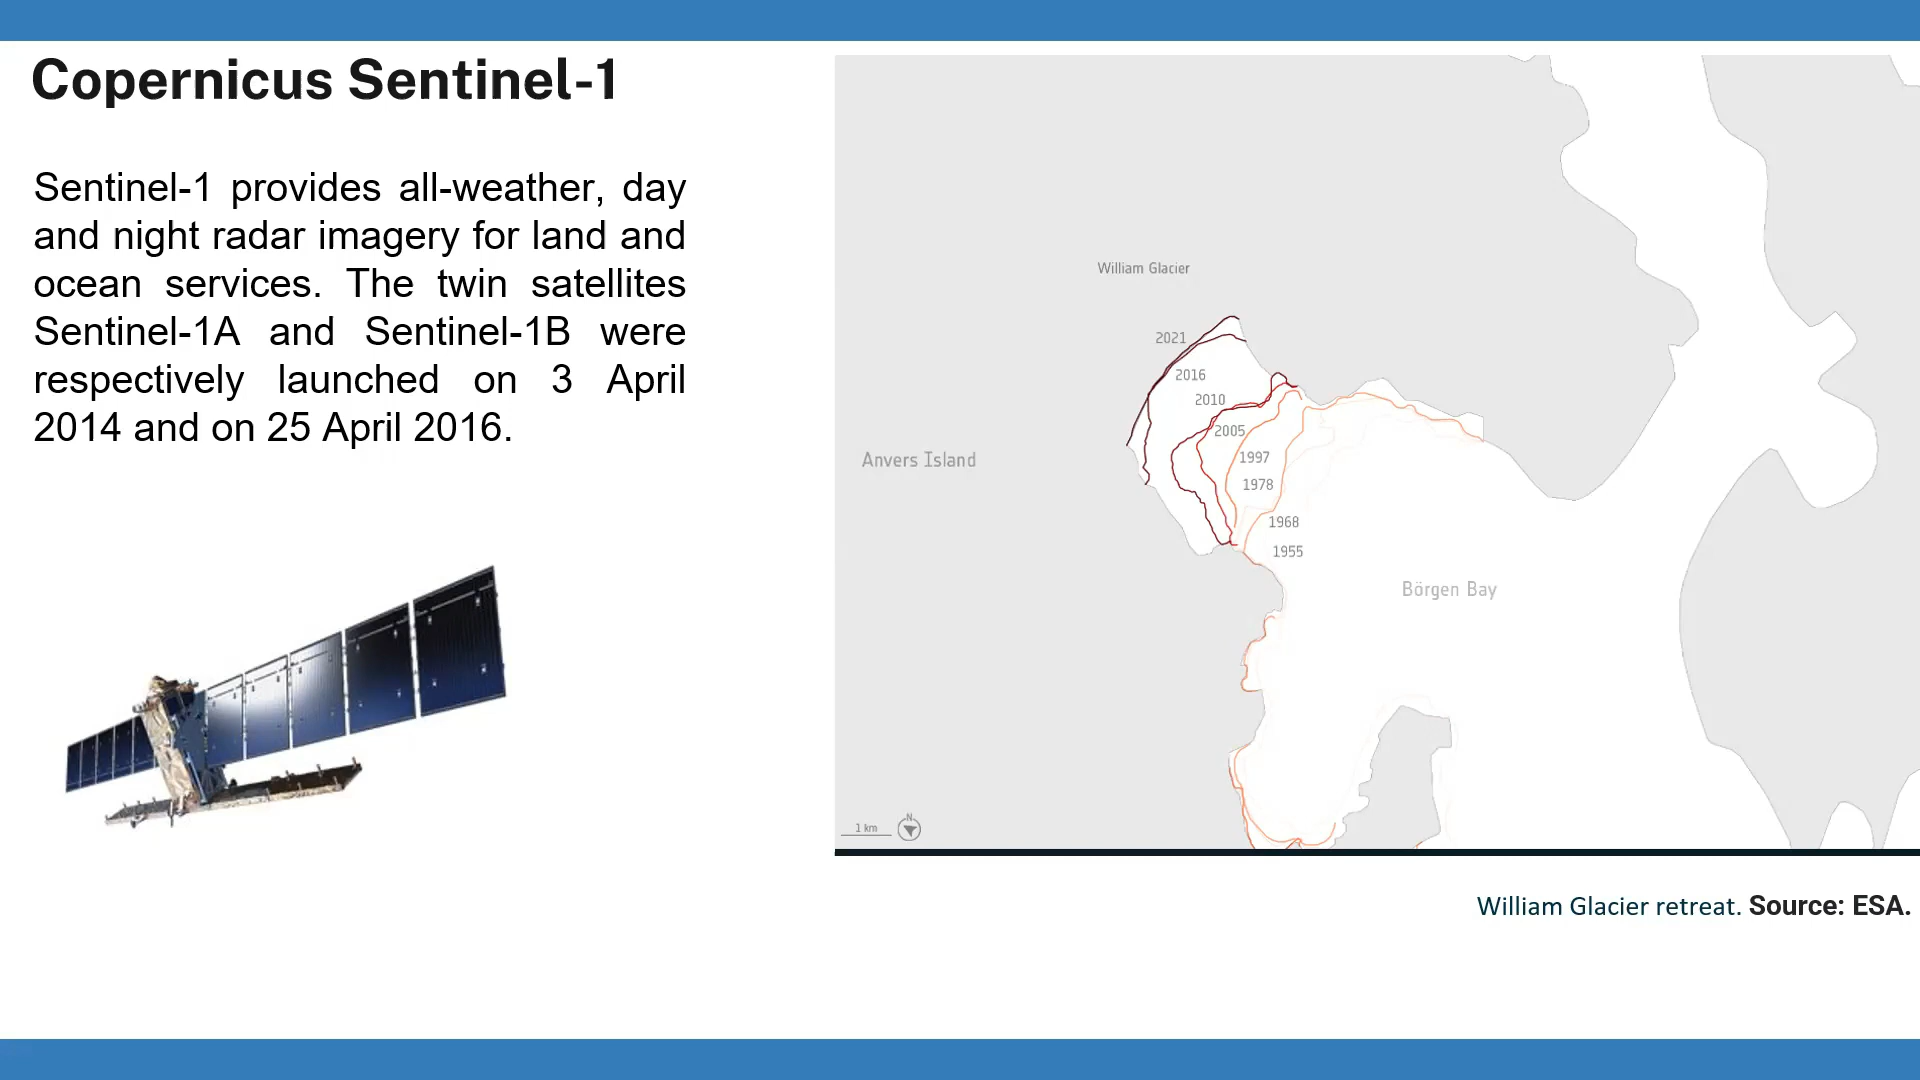 Copernicus Sentinel-1
Sentinel-1 provides all-weather, day
and night radar imagery for land and
ocean services. The twin satellites
Sentinel-1A and Sentinel-1B were
respectively launched on 3 April
2014 and on 25 April 2016.
William Glacier
2021
2016
2010
2005
1997
1978
1968
1955
Anvers Island
Börgen Bay
1 km
N
William Glacier retreat. Source: ESA.